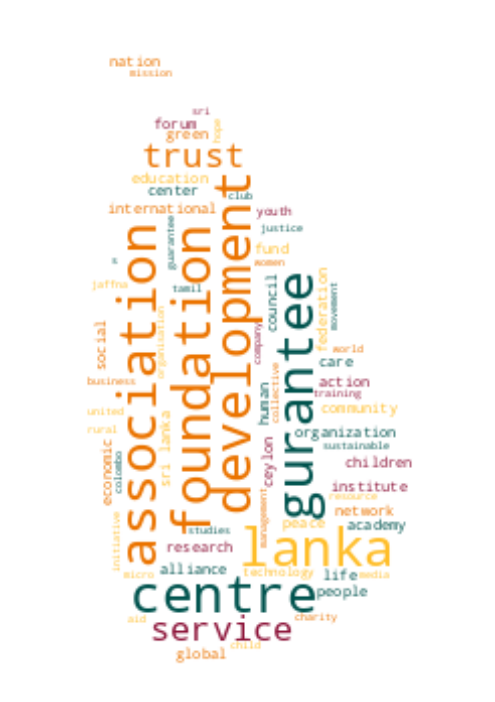 nation
mission
sri
forum
green
hope
trust
education
center
club
international
youth
guarantee
justice
association
foundation
development
fund
women
s
jaffna
tamil
council
gurantee
federation
movement
organisation
social
company
world
care
business
collective
human
action
training
united
community
rural
sri lanka
ceylon
organization
sustainable
economic
colombo
children
institute
management
resource
network
initiative
studies
peace
academy
research
lanka
alliance
micro
technology
life
media
centre
people
aid
service
charity
child
global